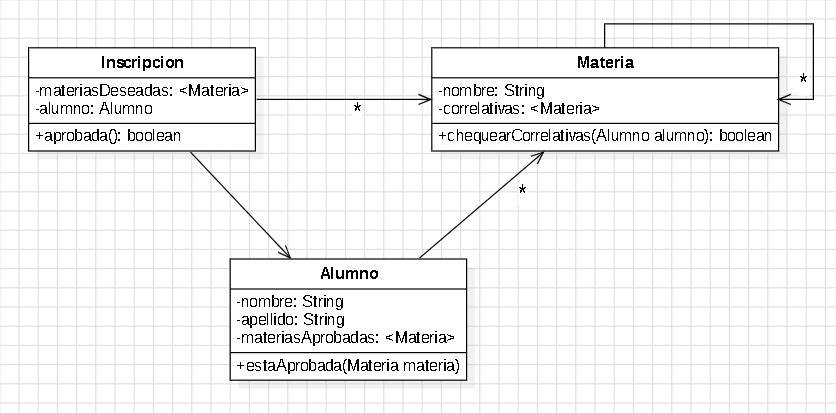 Inscripcion
-materiasDeseadas: <Materia>
-alumno: Alumno
+aprobada(): boolean
*
Materia
-nombre: String
-correlativas: <Materia>
+chequearCorrelativas(Alumno alumno): boolean
*
*
Alumno
-nombre: String
-apellido: String
-materiasAprobadas: <Materia>
+estaAprobada(Materia materia)